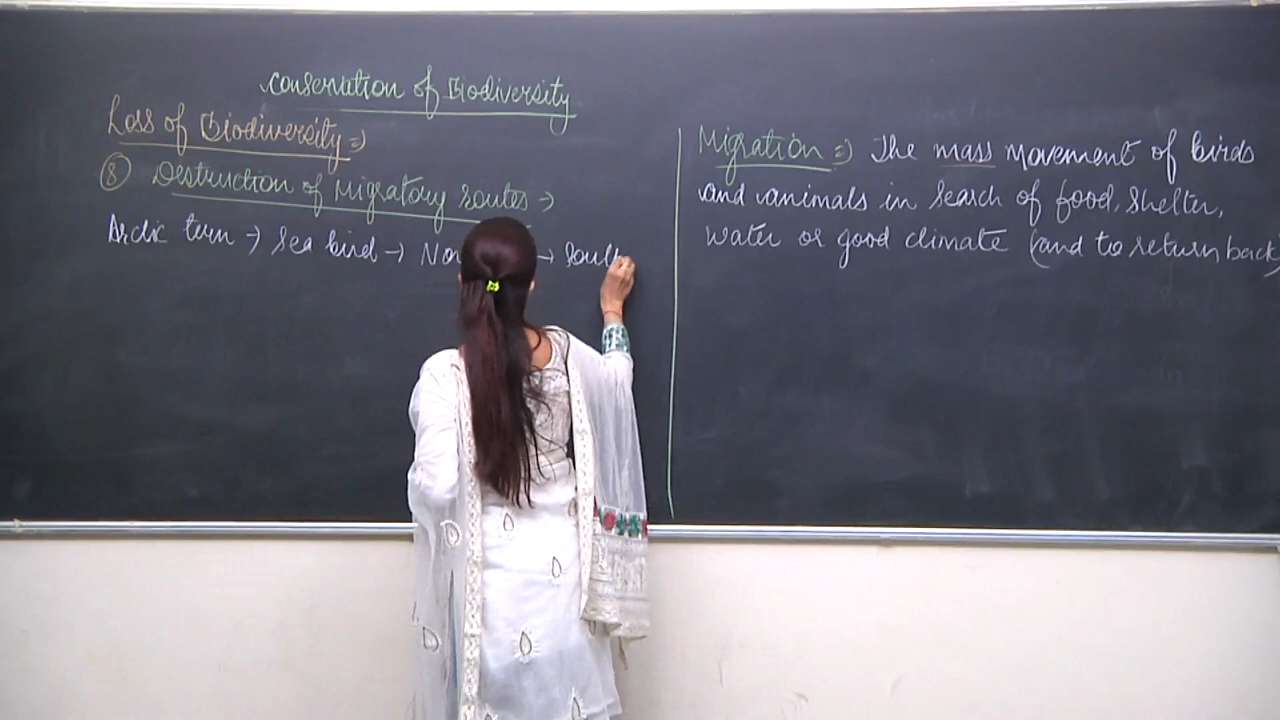 Conservation of Biodiversity
Loss of Biodiversity ⇒
⑧ Destruction of Migratory routes →
Arctic tern → Sea bird → → South
Migration ⇒) The mass movement of birds
and animals in search of food, shelter,
water or good climate (and to return back)